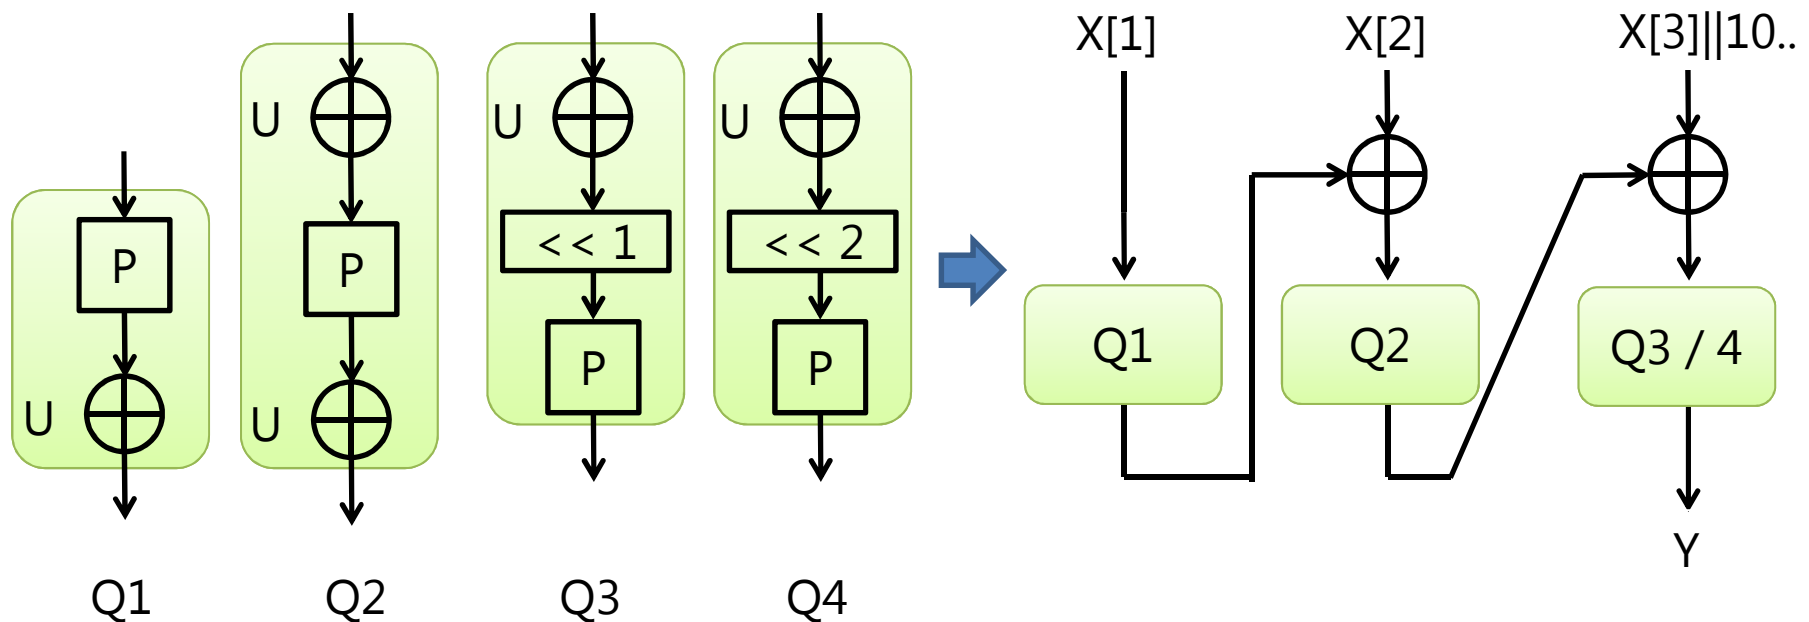 U
P
U
Q1
U
P
U
Q2
U
<< 1
P
Q3
U
<< 2
P
Q4
X[1]
X[2]
X[3]||10..
Q1
Q2
Q3 / 4
Y